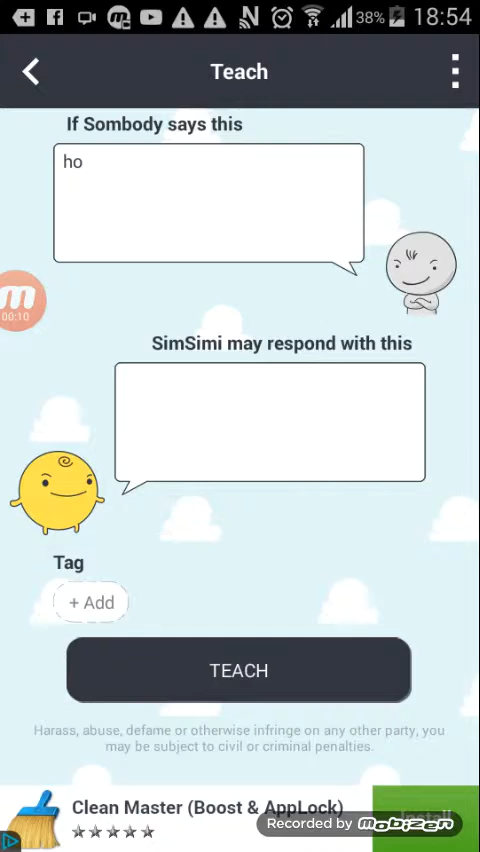 38% 18:54
Teach
If Sombody says this
ho
00:10
SimSimi may respond with this
Tag
+ Add
TEACH
Harass, abuse, defame or otherwise infringe on any other party, you
may be subject to civil or criminal penalties.
Clean Master (Boost & AppLock)
Install
Recorded by Mobizen